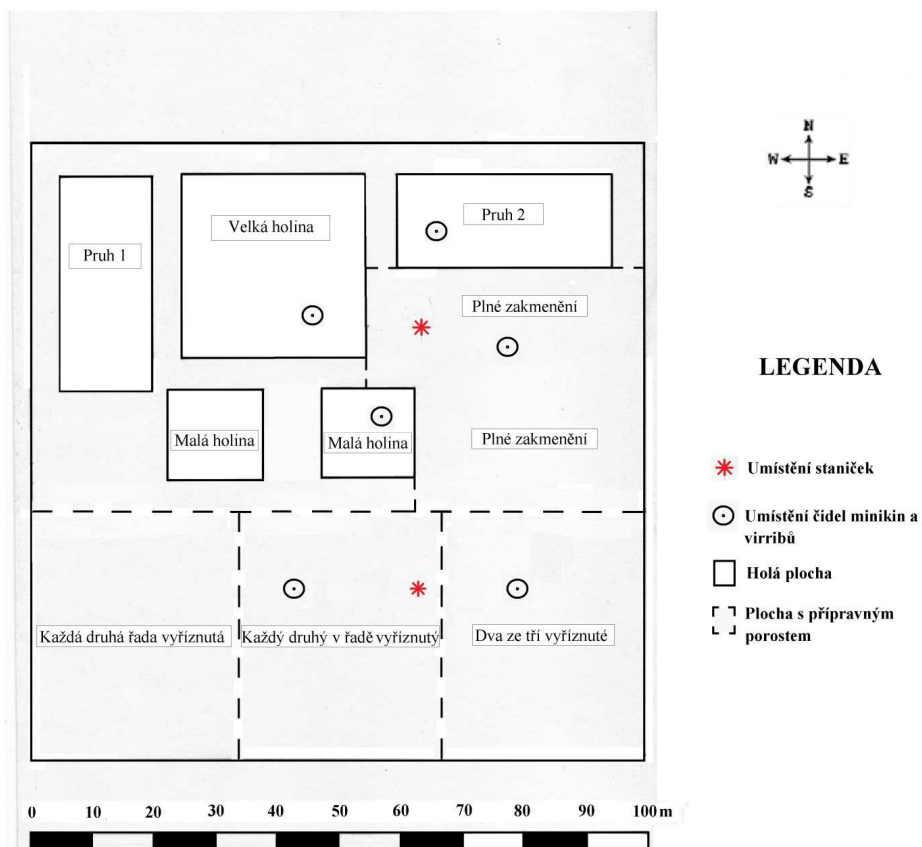 N
W E
S
Velká holina
Pruh 2
Pruh 1
Plné zakmenění
Malá holina
Malá holina
Plné zakmenění
Každá druhá řada vyříznutá
Každý druhý v řadě vyříznutý
Dva ze tří vyříznuté
LEGENDA
Umístění staniček
Umístění čidel minikin a
virribů
Holá plocha
Plocha s přípravným
porostem
0 10 20 30 40 50 60 70 80 90 100 m